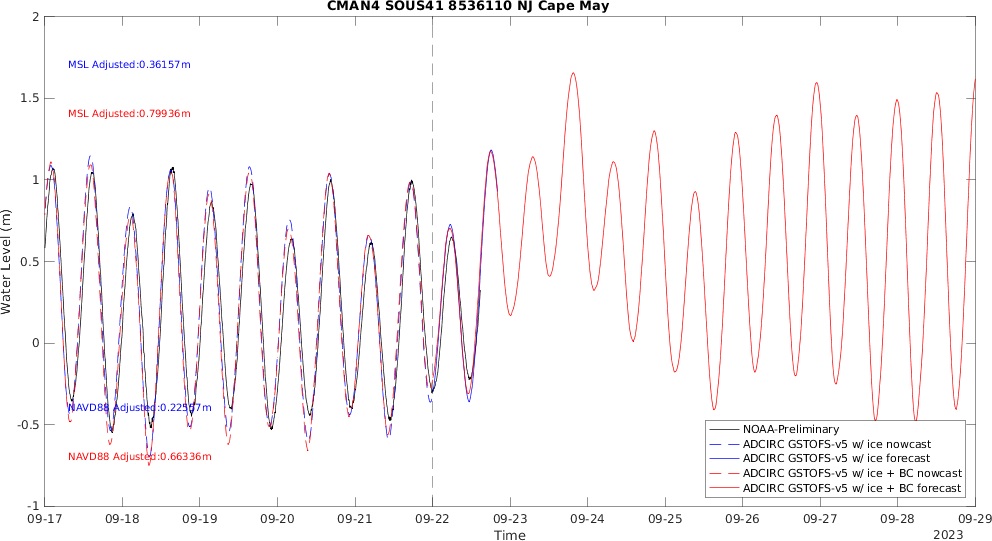 CMAN4 SOUS41 8536110 NJ Cape May
2
1.5
1
0.5
0
-0.5
-1
Water Level (m)
MSL Adjusted:0.36157m
MSL Adjusted:0.79936m
NAVD88 Adjusted:0.22557m
NAVD88 Adjusted:0.66336m
NOAA-Preliminary
ADCIRC GSTOFS-v5 w/ ice nowcast
ADCIRC GSTOFS-v5 w/ ice forecast
ADCIRC GSTOFS-v5 w/ ice + BC nowcast
ADCIRC GSTOFS-v5 w/ ice + BC forecast
09-17 09-18 09-19 09-20 09-21 09-22 09-23 09-24 09-25 09-26 09-27 09-28 09-29
Time
2023